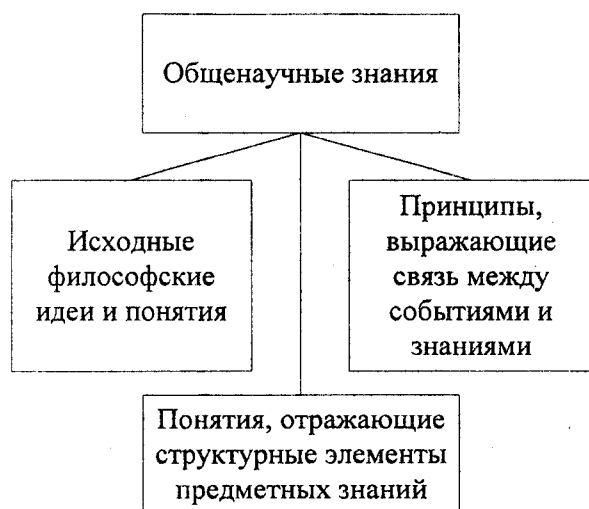 Общенаучные знания
Исходные
философские
идеи и понятия
Принципы,
выражающие
связь между
событиями и
знаниями
Понятия, отражающие
структурные элементы
предметных знаний